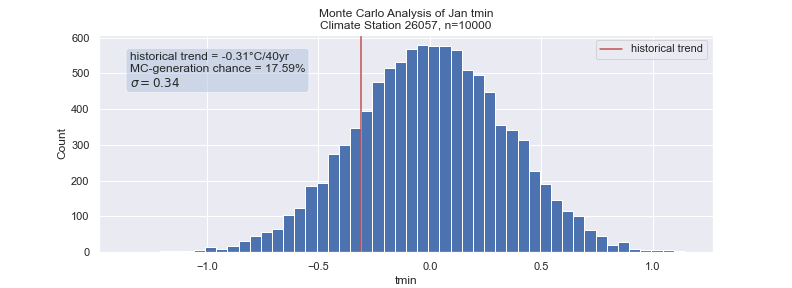 Monte Carlo Analysis of Jan tmin
Climate Station 26057, n=10000
historical trend = -0.31°C/40yr
MC-generation chance = 17.59%
σ = 0.34
historical trend
600
500
400
300
200
100
0
Count
−1.0
−0.5
0.0
0.5
1.0
tmin